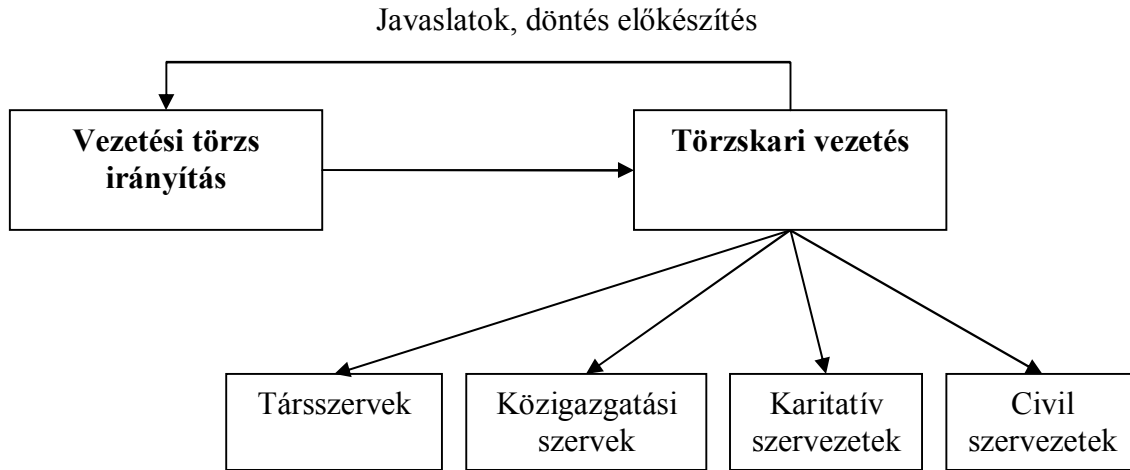 Javaslatok, döntés előkészítés
Vezetési törzs
irányítás
Törzskari vezetés
Társszervek
Közigazgatási
szervek
Karitatív
szervezetek
Civil
szervezetek